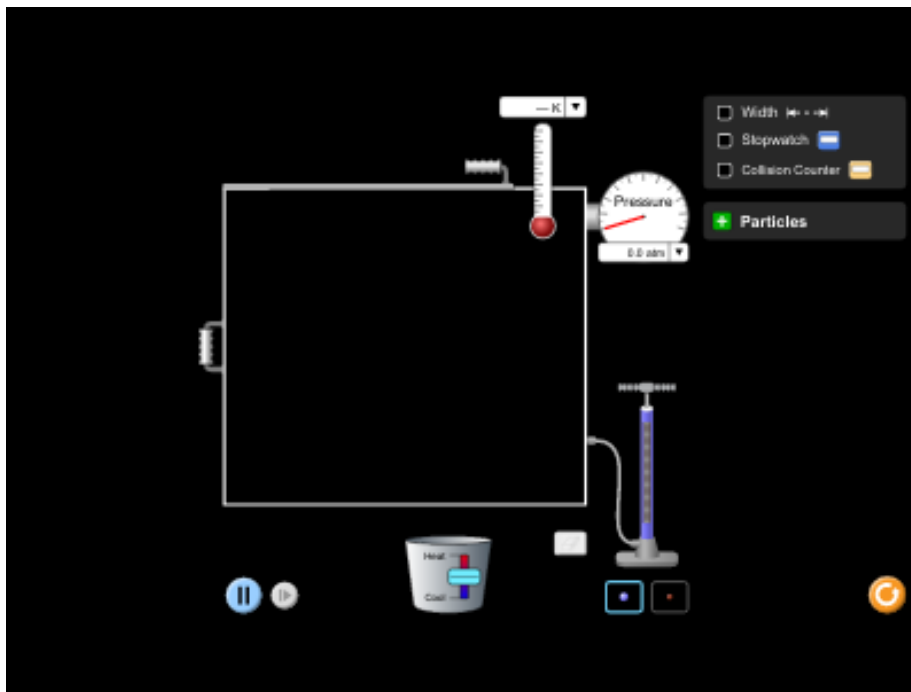 — K
Width
Stopwatch
Collision Counter
Pressure
Particles
0.0 atm
Heat
Cool